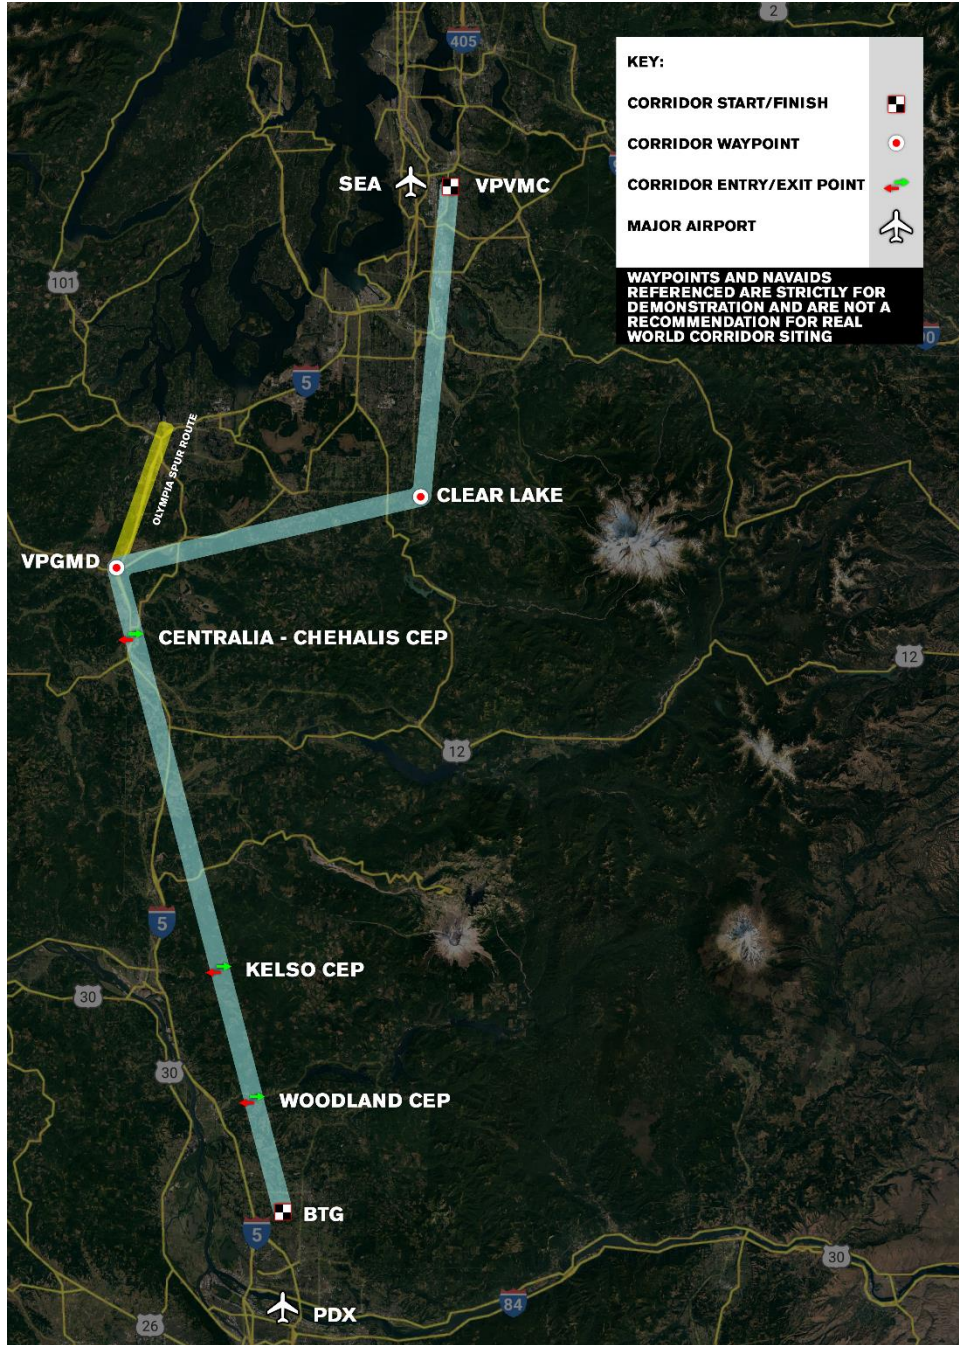 2
405
KEY:
CORRIDOR START/FINISH
CORRIDOR WAYPOINT
CORRIDOR ENTRY/EXIT POINT
MAJOR AIRPORT
WAYPOINTS AND NAVAIDS
REFERENCED ARE STRICTLY FOR
DEMONSTRATION AND ARE NOT A
RECOMMENDATION FOR REAL
WORLD CORRIDOR SITING
SEA
VPVMC
101
5
OLYMPIA SPUR ROUTE
CLEAR LAKE
VPGMD
CENTRALIA - CHEHALIS CEP
12
12
5
KELSO CEP
30
30
WOODLAND CEP
BTG
5
30
84
PDX
26